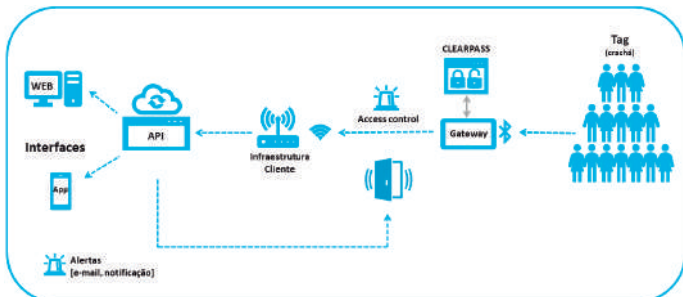 Tag
(crachá)
CLEARPASS
WEB
Access control
API
Gateway
Interfaces
Infraestrutura
Cliente
App
Alertas
[e-mail, notificação]